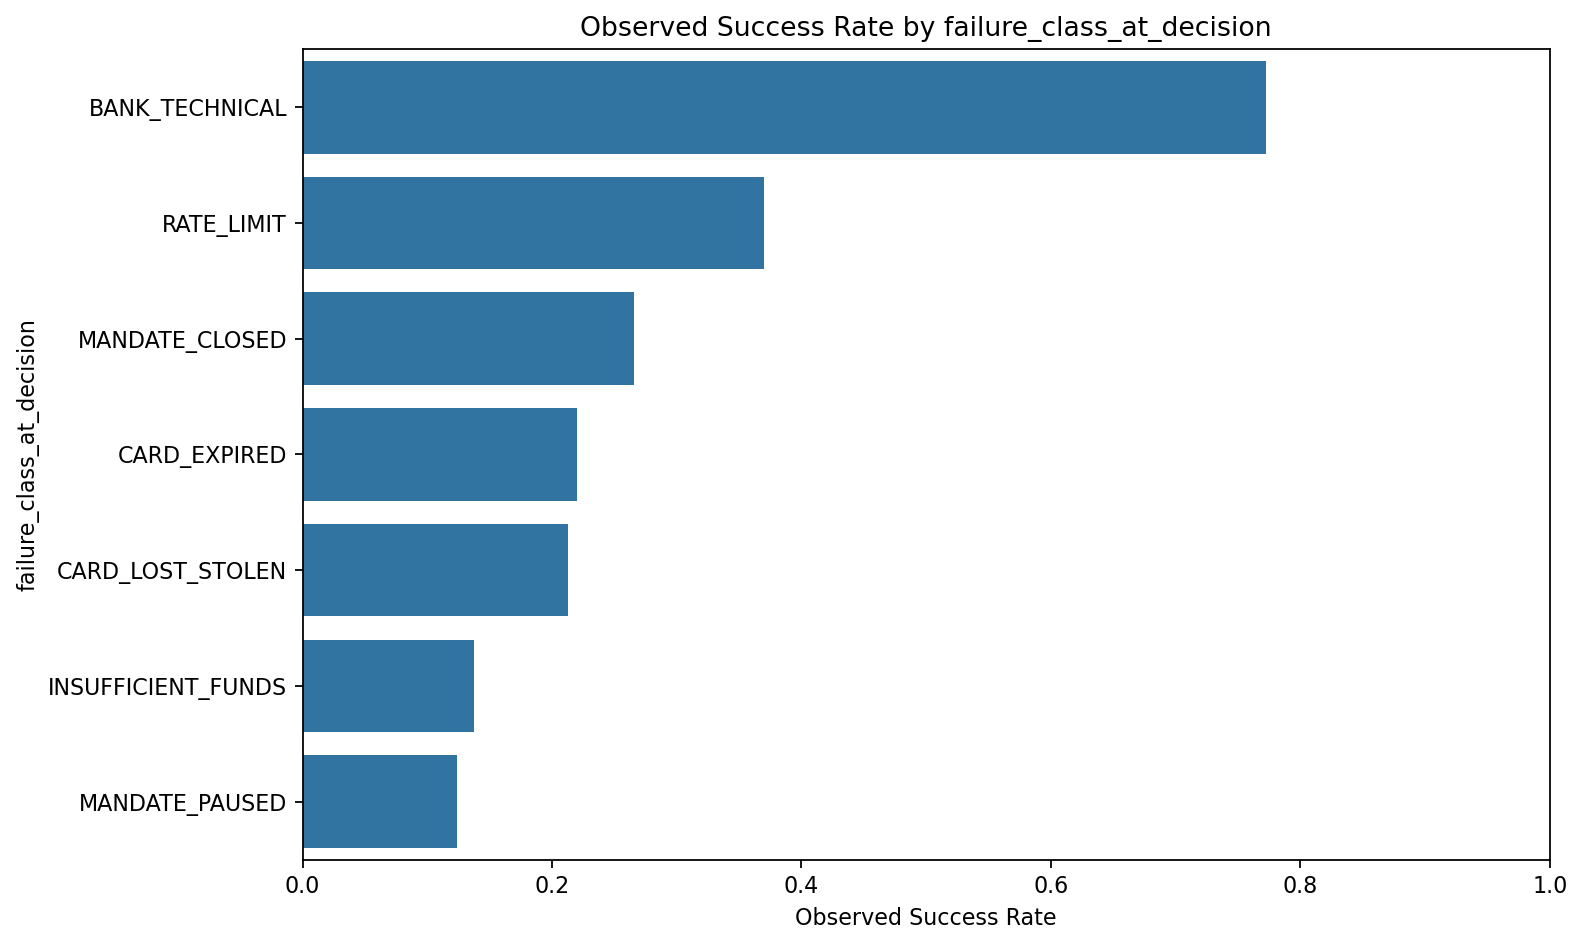 Observed Success Rate by failure_class_at_decision
failure_class_at_decision
BANK_TECHNICAL
RATE_LIMIT
MANDATE_CLOSED
CARD_EXPIRED
CARD_LOST_STOLEN
INSUFFICIENT_FUNDS
MANDATE_PAUSED
0.0 0.2 0.4 0.6 0.8 1.0
Observed Success Rate